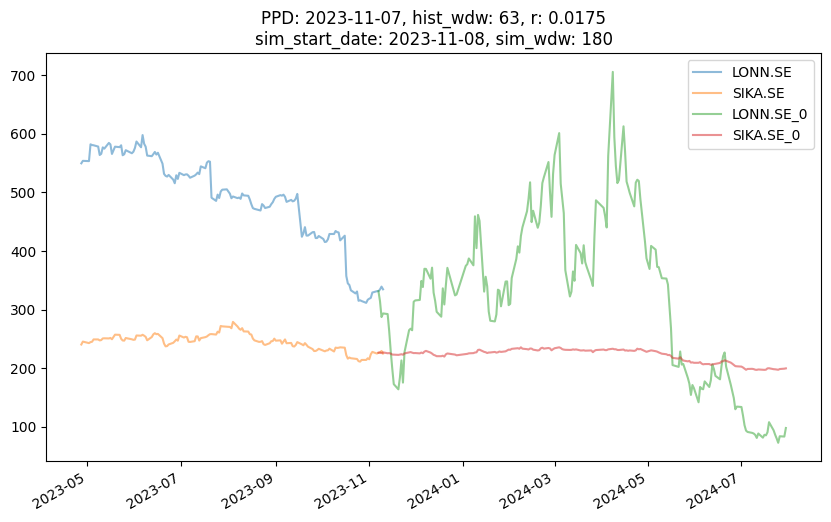 PPD: 2023-11-07, hist_wdw: 63, r: 0.0175
sim_start_date: 2023-11-08, sim_wdw: 180
LONN.SE
SIKA.SE
LONN.SE_0
SIKA.SE_0
700
600
500
400
300
200
100
2023-05
2023-07
2023-09
2023-11
2024-01
2024-03
2024-05
2024-07